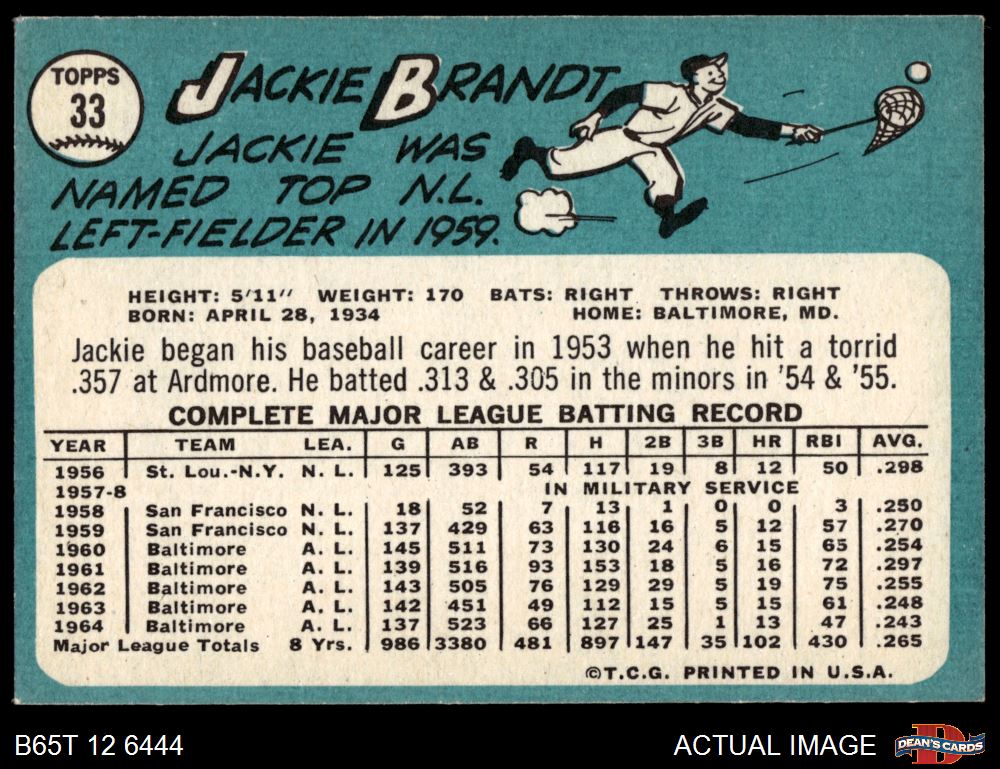 TOPPS
33
JACKIE BRANDT
JACKIE WAS
NAMED TOP N.L.
LEFT-FIELDER IN 1959.
HEIGHT: 5'11" WEIGHT: 170 BATS: RIGHT THROWS: RIGHT
BORN: APRIL 28, 1934 HOME: BALTIMORE, MD.
Jackie began his baseball career in 1953 when he hit a torrid
.357 at Ardmore. He batted .313 & .305 in the minors in '54 & '55.
COMPLETE MAJOR LEAGUE BATTING RECORD
YEAR TEAM LEA. G AB R H 2B 3B HR RBI AVG.
1956 St. Lou.-N.Y. N. L. 125 393 54 117 19 8 12 50 .298
1957-8 IN MILITARY SERVICE
1958 San Francisco N. L. 18 52 7 13 1 0 0 3 .250
1959 San Francisco N. L. 137 429 63 116 16 5 12 57 .270
1960 Baltimore A. L. 145 511 73 130 24 6 15 65 .254
1961 Baltimore A. L. 139 516 93 153 18 5 16 72 .297
1962 Baltimore A. L. 143 505 76 129 29 5 19 75 .255
1963 Baltimore A. L. 142 451 49 112 15 5 15 61 .248
1964 Baltimore A. L. 137 523 66 127 25 1 13 47 .243
Major League Totals 8 Yrs. 986 3380 481 897 147 35 102 430 .265
©T.C.G. PRINTED IN U.S.A.
B65T 12 6444 ACTUAL IMAGE DEAN'S CARDS